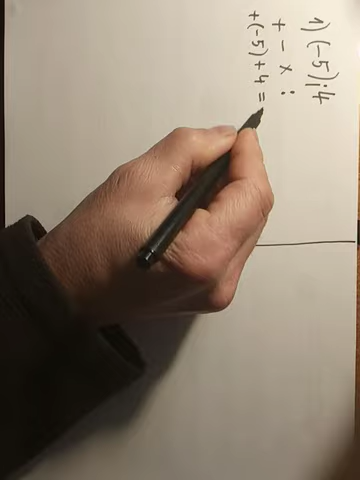 1) (-5); 4
+ - x :
+(-5) + 4 =